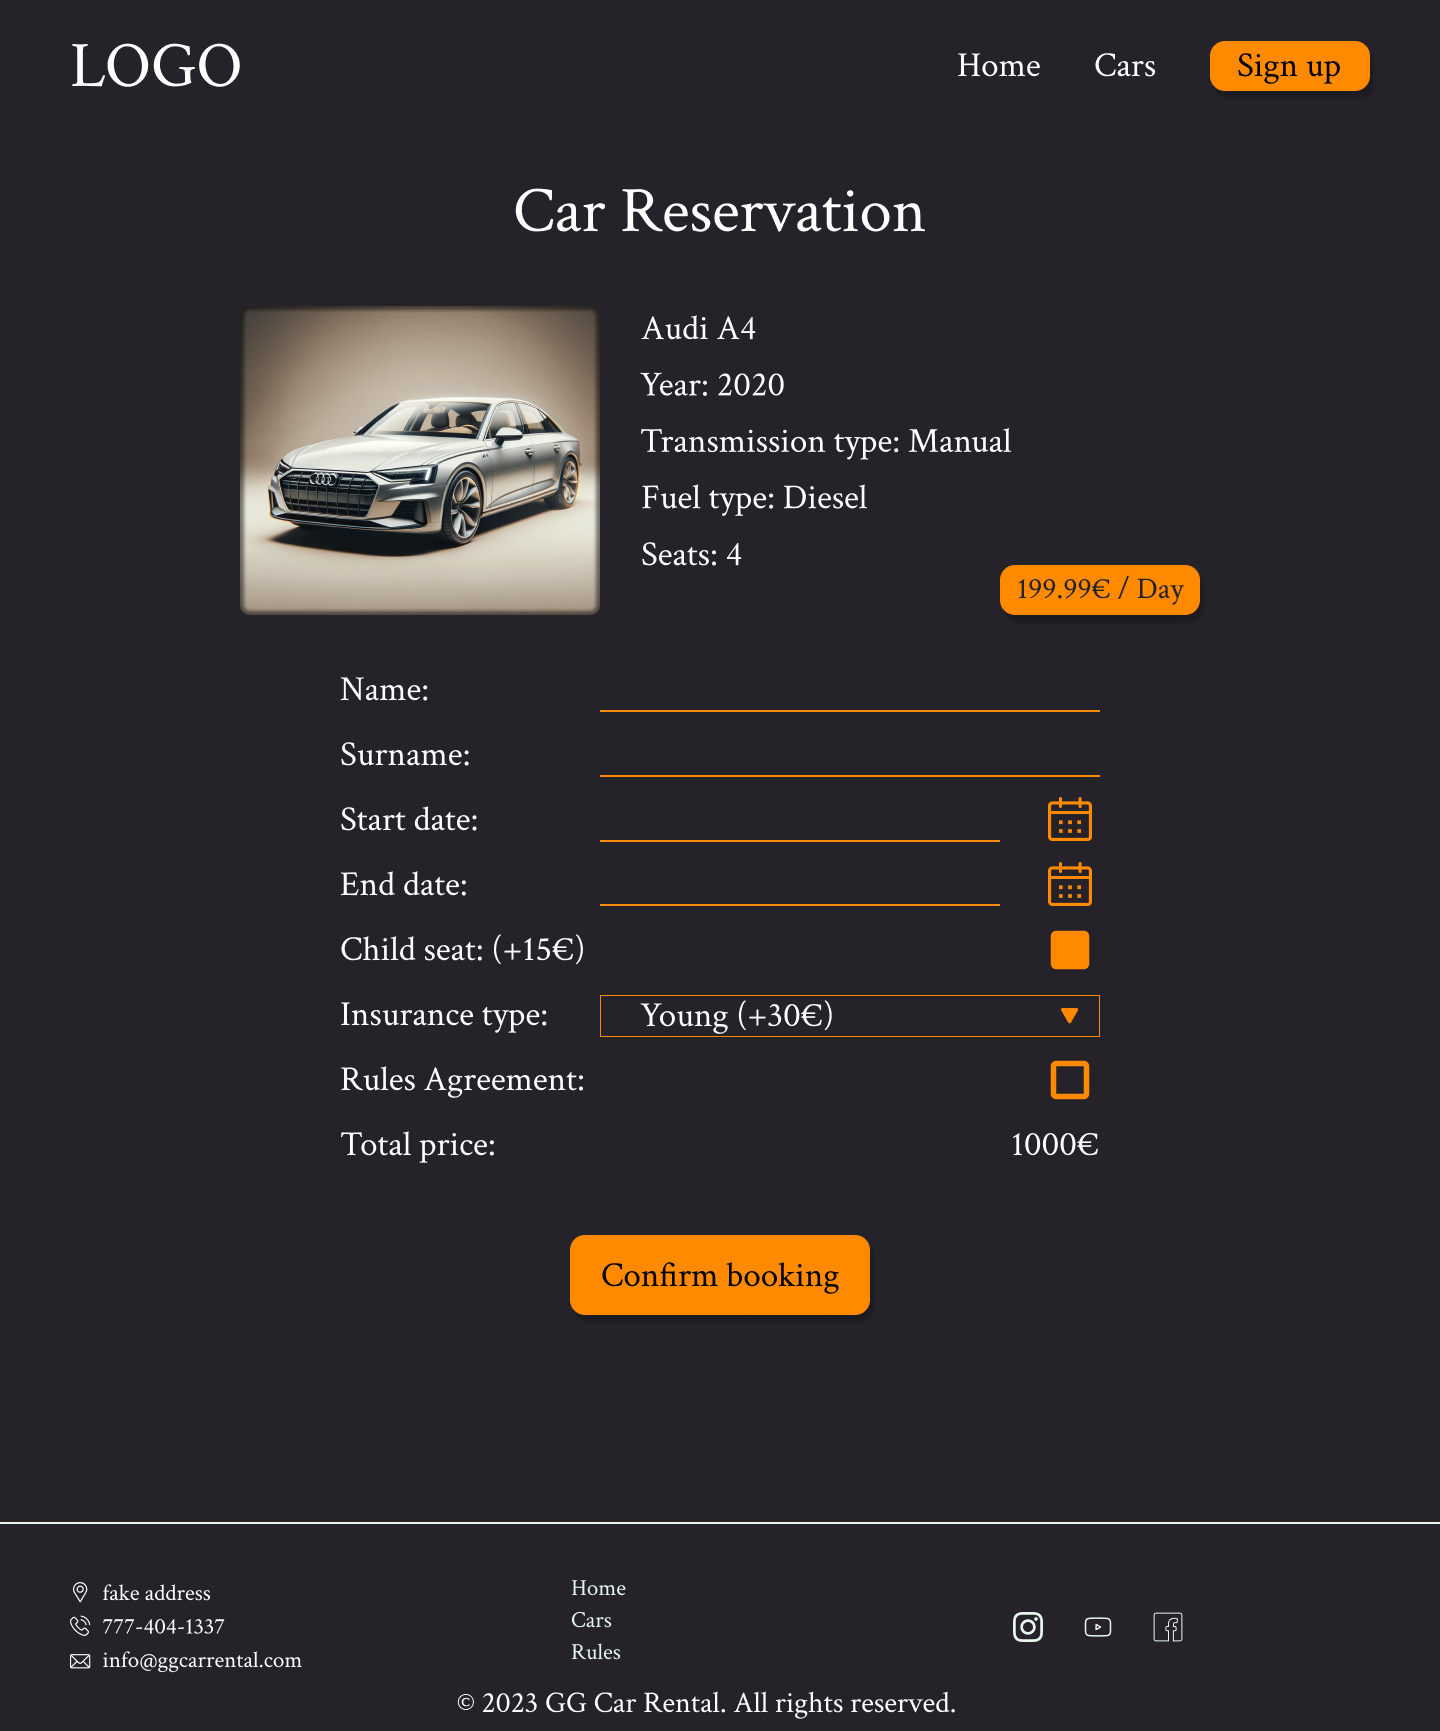 LOGO
Home
Cars
Sign up
Car Reservation
Audi A4
Year: 2020
Transmission type: Manual
Fuel type: Diesel
Seats: 4
199.99€ / Day
Name:
Surname:
Start date:
End date:
Child seat: (+15€)
Insurance type:
Young (+30€)
Rules Agreement:
Total price:
1000€
Confirm booking
fake address
777-404-1337
info@ggcarrental.com
Home
Cars
Rules
© 2023 GG Car Rental. All rights reserved.